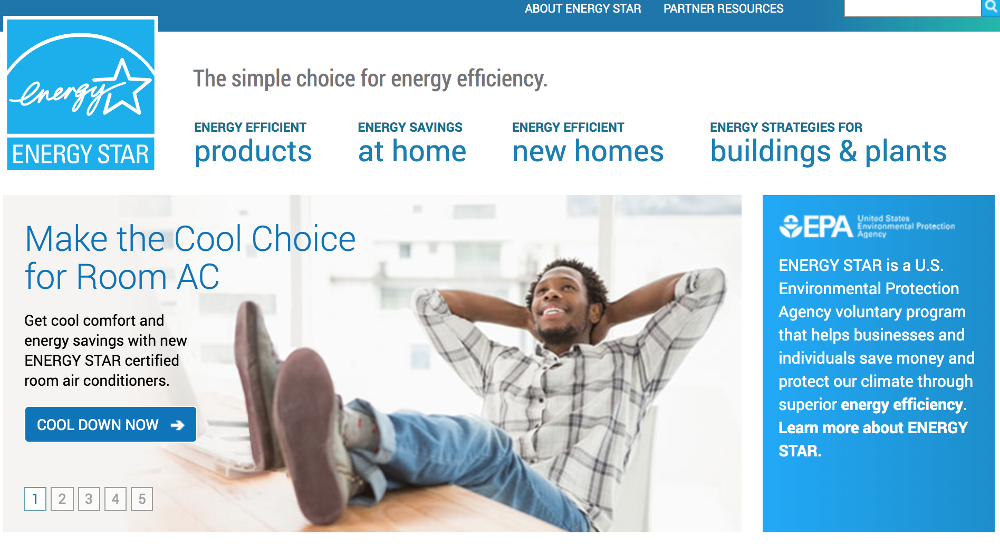 ABOUT ENERGY STAR
PARTNER RESOURCES
energy
ENERGY STAR
The simple choice for energy efficiency.
ENERGY EFFICIENT
products
ENERGY SAVINGS
at home
ENERGY EFFICIENT
new homes
ENERGY STRATEGIES FOR
buildings & plants
Make the Cool Choice
for Room AC
Get cool comfort and
energy savings with new
ENERGY STAR certified
room air conditioners.
COOL DOWN NOW
1 2 3 4 5
EPA
United States
Environmental Protection
Agency
ENERGY STAR is a U.S.
Environmental Protection
Agency voluntary program
that helps businesses and
individuals save money and
protect our climate through
superior energy efficiency.
Learn more about ENERGY
STAR.